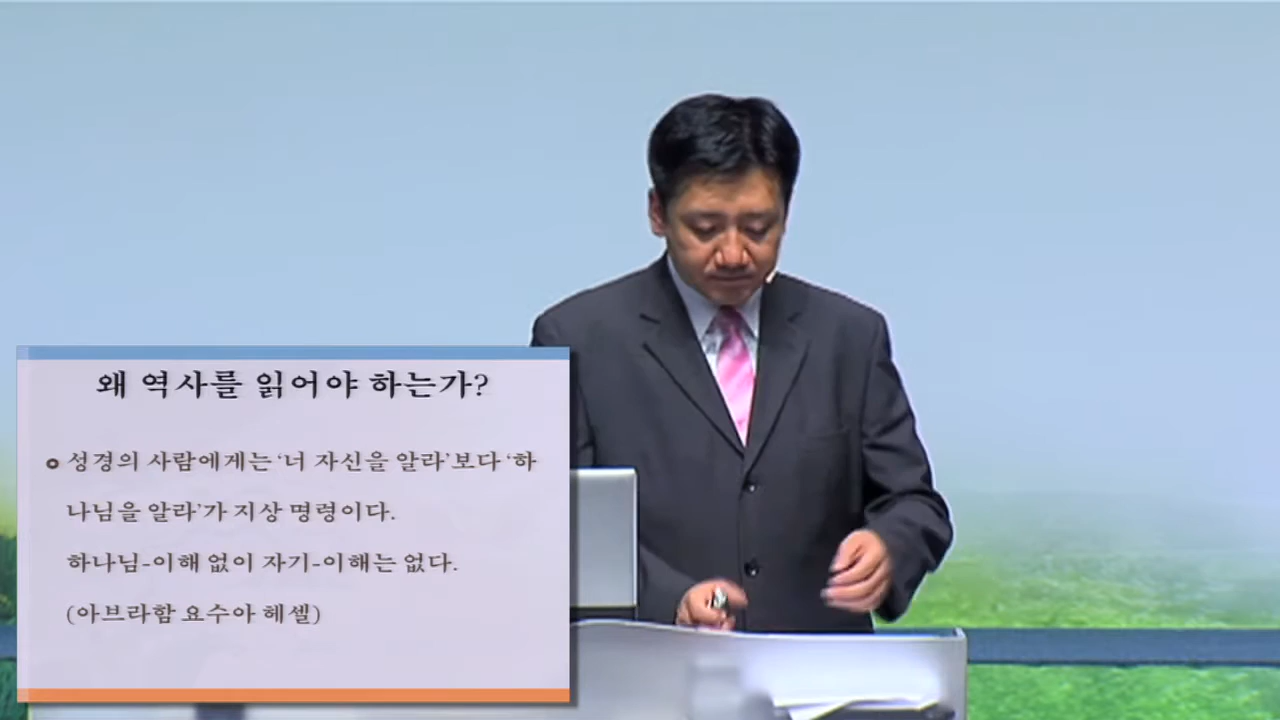 왜 역사를 읽어야 하는가?
성경의 사람에게는 '너 자신을 알라'보다 '하
나님을 알라'가 지상 명령이다.
하나님-이해 없이 자기-이해는 없다.
(아브라함 요수아 헤셸)